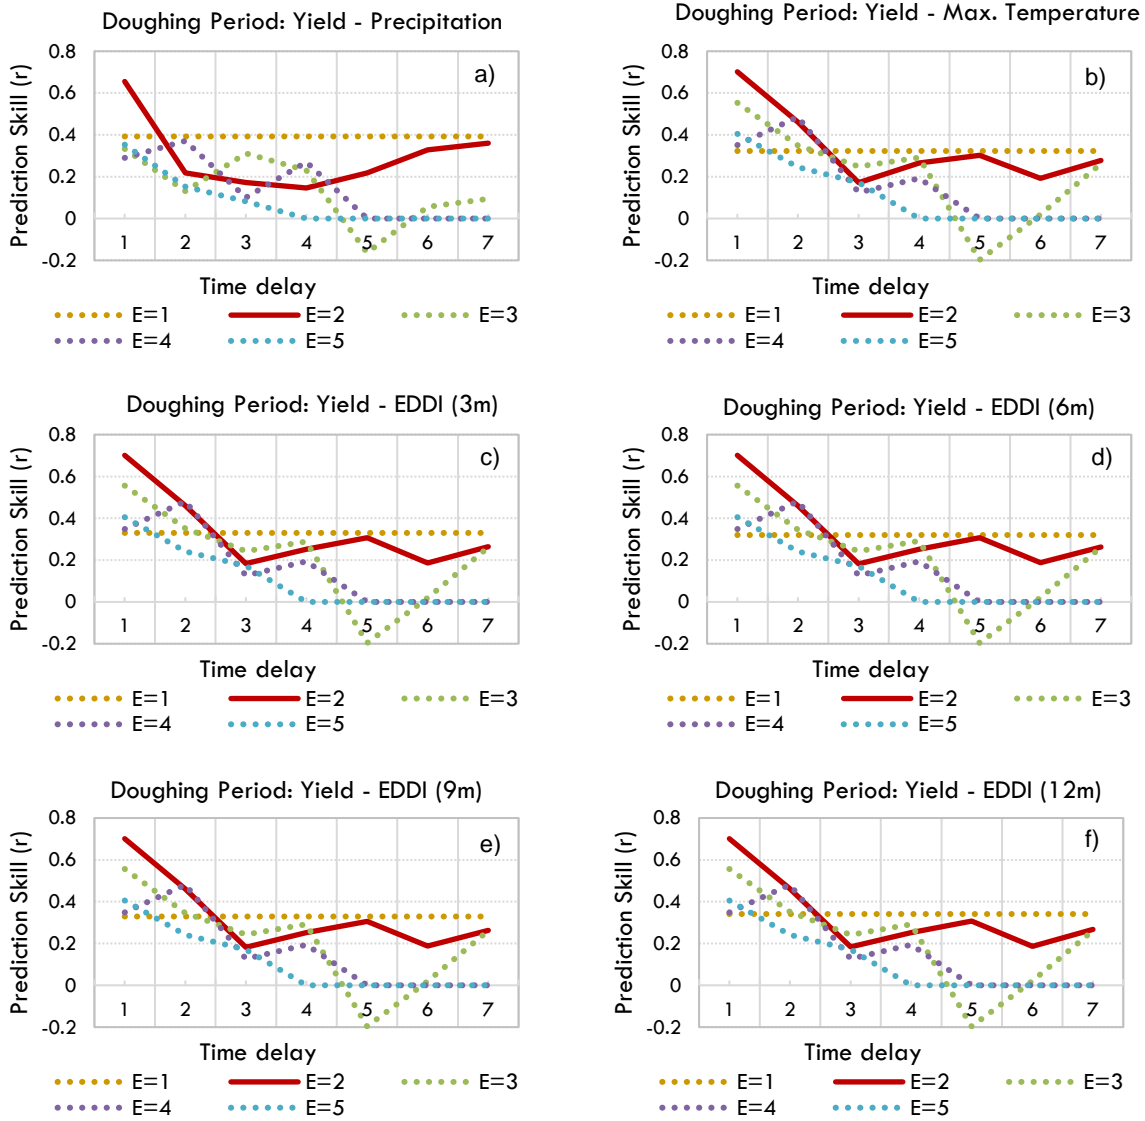 Doughing Period: Yield - Precipitation
a)
Prediction Skill (r)
0.8
0.6
0.4
0.2
0
-0.2
1 2 3 4 5 6 7
Time delay
E=1 E=2 E=3
E=4 E=5
Doughing Period: Yield - Max. Temperature
b)
Prediction Skill (r)
0.8
0.6
0.4
0.2
0
-0.2
1 2 3 4 5 6 7
Time delay
E=1 E=2 E=3
E=4 E=5
Doughing Period: Yield - EDDI (3m)
c)
Prediction Skill (r)
0.8
0.6
0.4
0.2
0
-0.2
1 2 3 4 5 6 7
Time delay
E=1 E=2 E=3
E=4 E=5
Doughing Period: Yield - EDDI (6m)
d)
Prediction Skill (r)
0.8
0.6
0.4
0.2
0
-0.2
1 2 3 4 5 6 7
Time delay
E=1 E=2 E=3
E=4 E=5
Doughing Period: Yield - EDDI (9m)
e)
Prediction Skill (r)
0.8
0.6
0.4
0.2
0
-0.2
1 2 3 4 5 6 7
Time delay
E=1 E=2 E=3
E=4 E=5
Doughing Period: Yield - EDDI (12m)
f)
Prediction Skill (r)
0.8
0.6
0.4
0.2
0
-0.2
1 2 3 4 5 6 7
Time delay
E=1 E=2 E=3
E=4 E=5